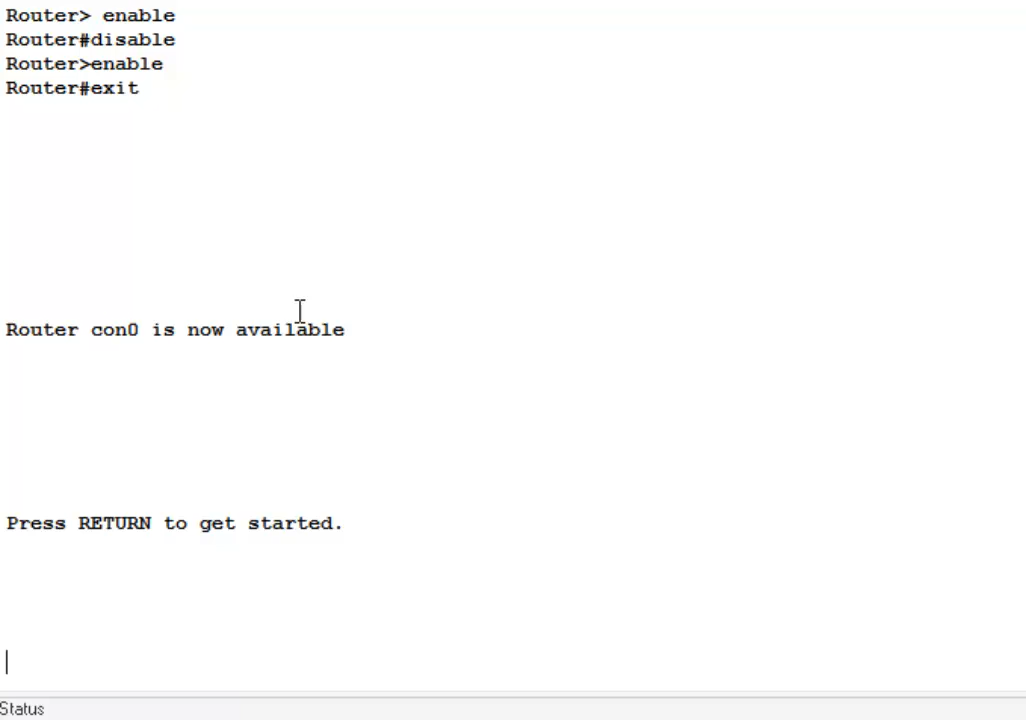 Router> enable
Router#disable
Router>enable
Router#exit
Router con0 is now available
Press RETURN to get started.
Status